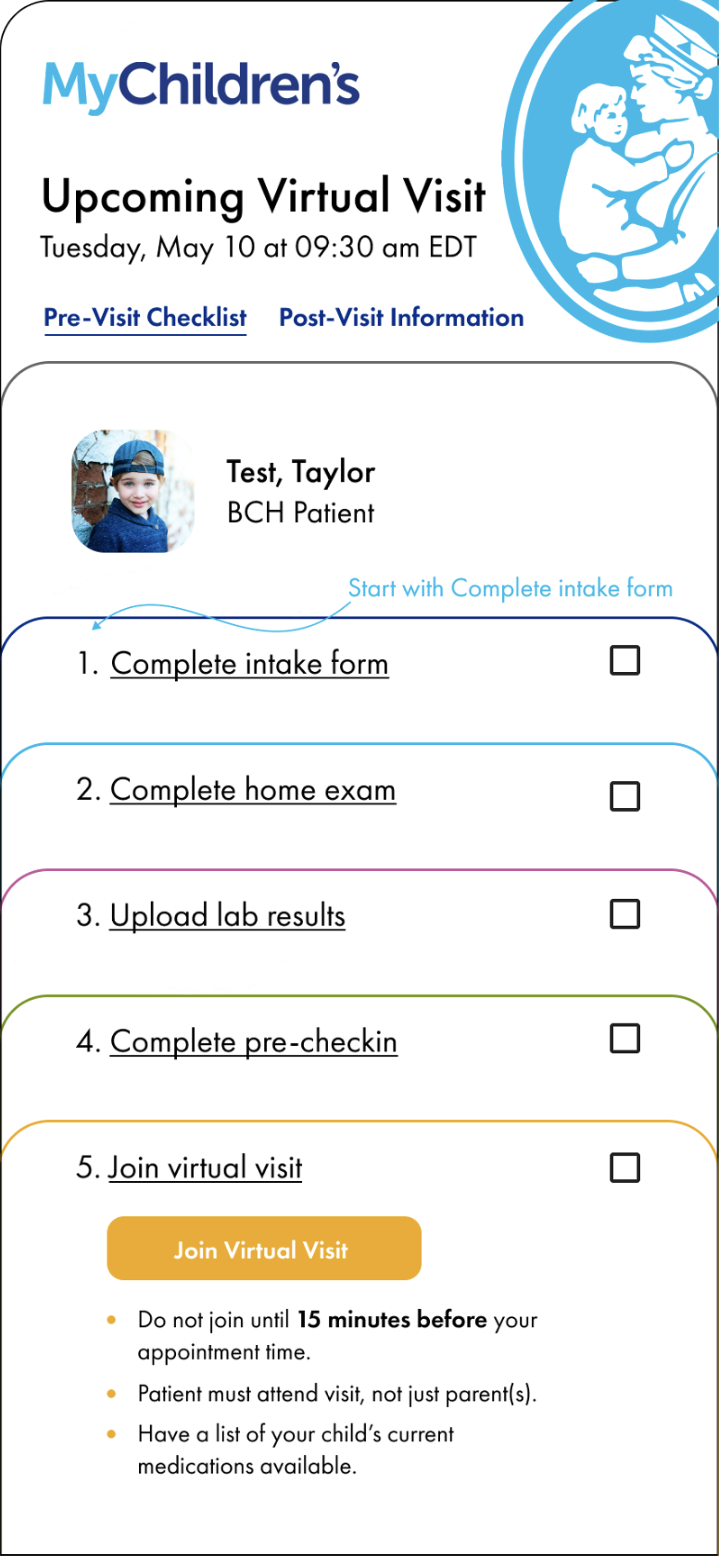 MyChildren's
Upcoming Virtual Visit
Tuesday, May 10 at 09:30 am EDT
Pre-Visit Checklist Post-Visit Information
Test, Taylor
BCH Patient
Start with Complete intake form
1. Complete intake form
2. Complete home exam
3. Upload lab results
4. Complete pre-checkin
5. Join virtual visit
Join Virtual Visit
• Do not join until 15 minutes before your
appointment time.
• Patient must attend visit, not just parent(s).
• Have a list of your child's current
medications available.